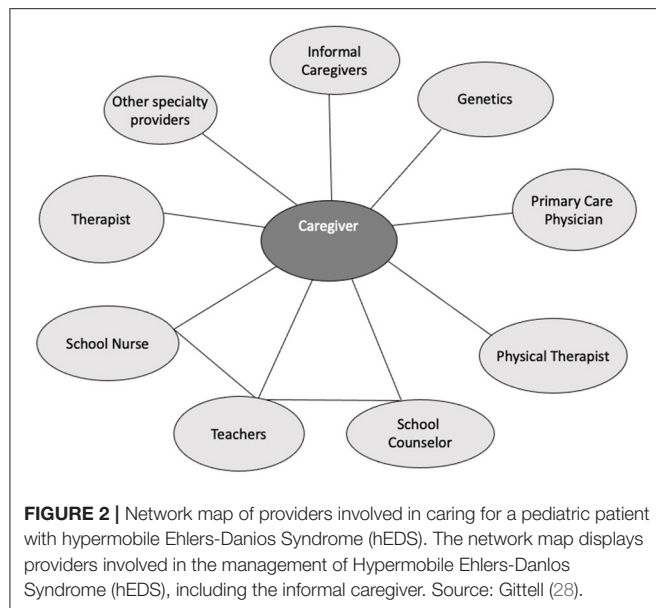 Informal
Caregivers
Other specialty
providers
Genetics
Therapist
Caregiver
Primary Care
Physician
School Nurse
Physical Therapist
Teachers
School
Counselor
FIGURE 2 | Network map of providers involved in caring for a pediatric patient
with hypermobile Ehlers-Danios Syndrome (hEDS). The network map displays
providers involved in the management of Hypermobile Ehlers-Danlos
Syndrome (hEDS), including the informal caregiver. Source: Gittell (28).